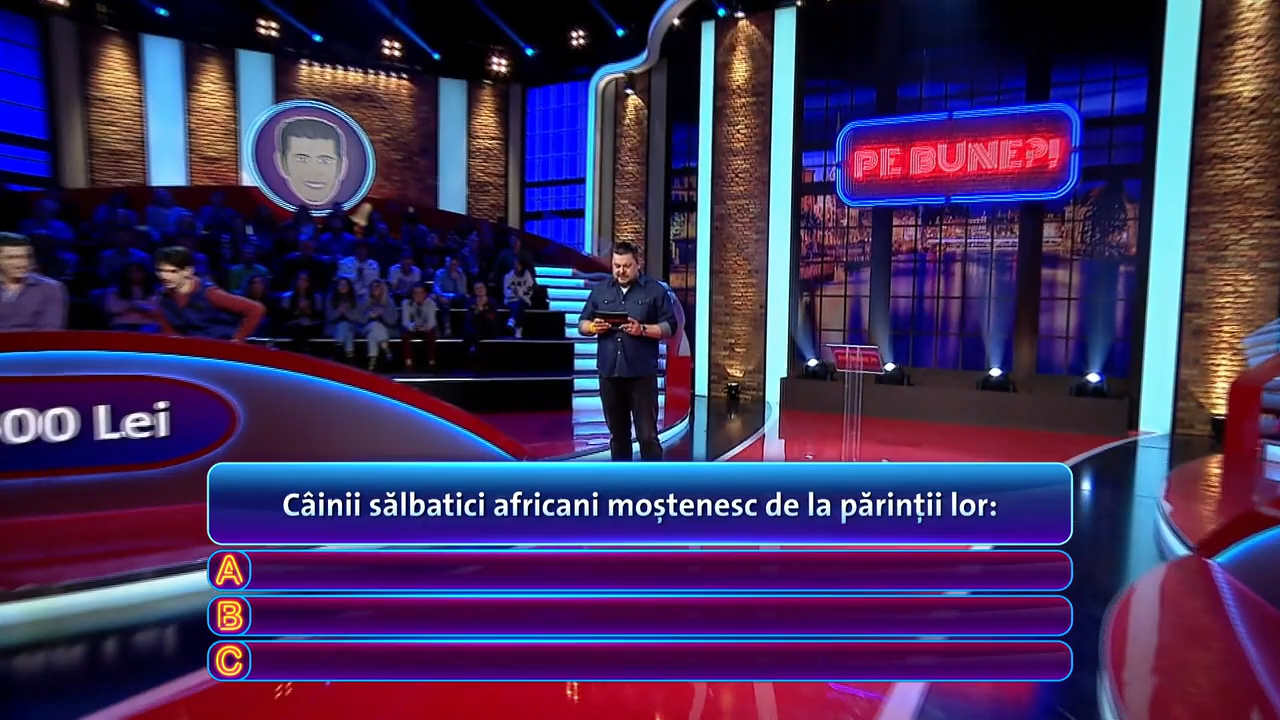 PE BUNE?!
00 Lei
Câinii sălbatici africani moștenesc de la părinții lor:
A
B
C